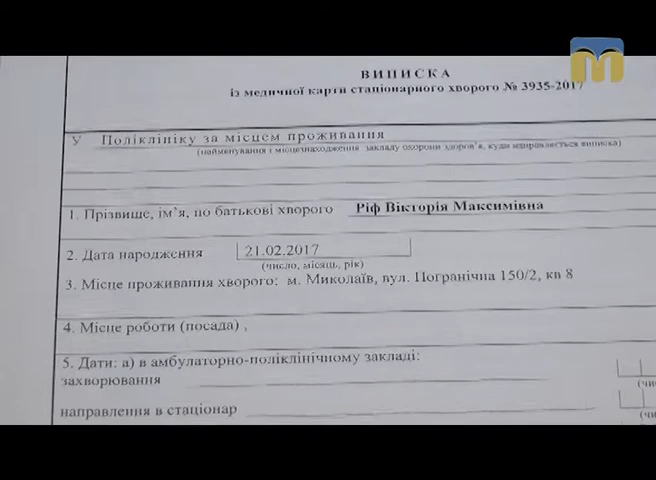 ВИПИСКА
із медичної карти стаціонарного хворого № 3935-2017
У Поліклініку за місцем проживання
(найменування і місцезнаходження закладу охорони здоров'я, куди направляється виписка)
1. Прізвище, ім'я, по батькові хворого Ріф Вікторія Максимівна
2. Дата народження 21.02.2017
(число, місяць, рік)
3. Місце проживання хворого: м. Миколаїв, вул. Погранічна 150/2, кв 8
4. Місце роботи (посада) ,
5. Дати: а) в амбулаторно-поліклінічному закладі:
захворювання
(чи
направлення в стаціонар
(чи